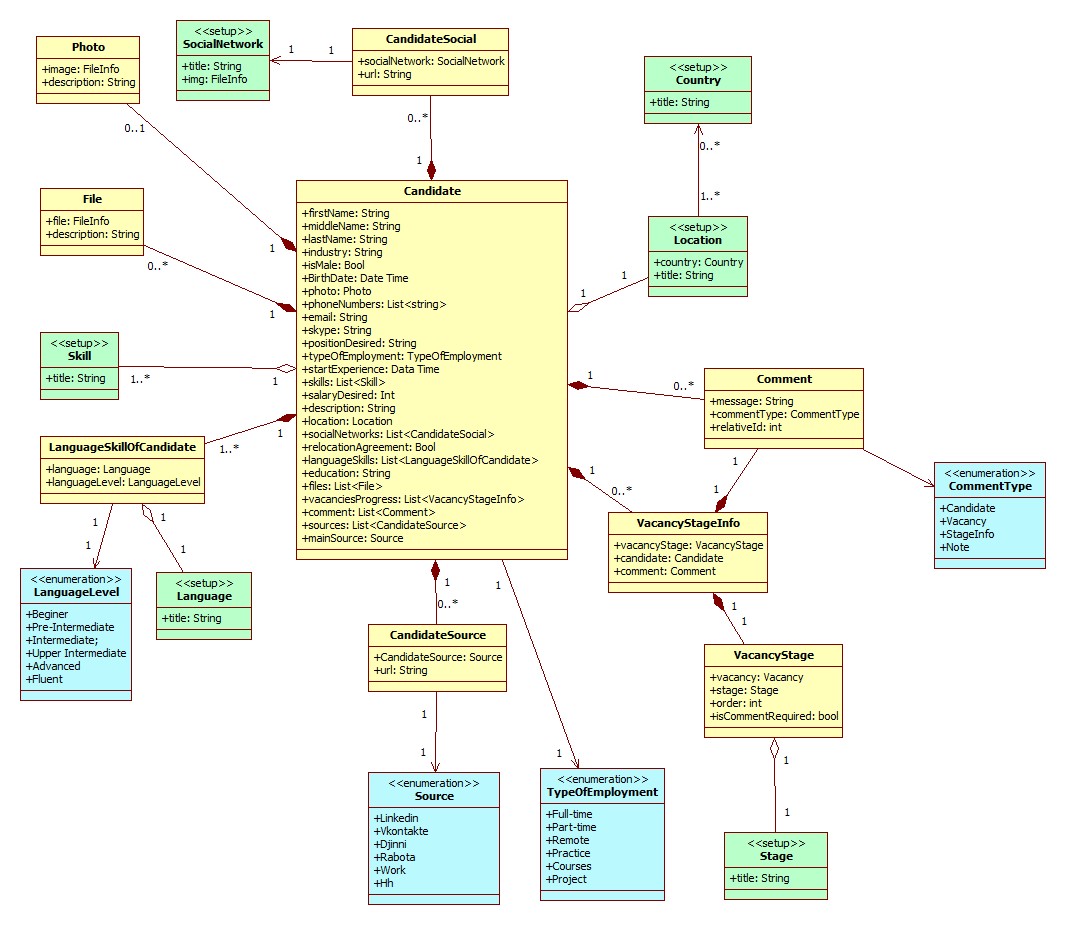 Photo
+image: FileInfo
+description: String
<<setup>>
SocialNetwork
+title: String
+img: FileInfo
1
1
CandidateSocial
+socialNetwork: SocialNetwork
+url: String
0..*
1
<<setup>>
Country
+title: String
0..*
1..*
0..1
1
File
+file: FileInfo
+description: String
0..*
1
Candidate
+firstName: String
+middleName: String
+lastName: String
+industry: String
+isMale: Bool
+BirthDate: Date Time
+photo: Photo
+phoneNumbers: List<string>
+email: String
+skype: String
+positionDesired: String
+typeOfEmployment: TypeOfEmployment
+startExperience: Data Time
+skills: List<Skill>
+salaryDesired: Int
+description: String
+location: Location
+socialNetworks: List<CandidateSocial>
+relocationAgreement: Bool
+languageSkills: List<LanguageSkillOfCandidate>
+education: String
+files: List<File>
+vacanciesProgress: List<VacancyStageInfo>
+comment: List<Comment>
+sources: List<CandidateSource>
+mainSource: Source
<<setup>>
Location
+country: Country
+title: String
1
1
<<setup>>
Skill
+title: String
1..*
1
1
0..*
Comment
+message: String
+commentType: CommentType
+relativeId: int
LanguageSkillOfCandidate
+language: Language
+languageLevel: LanguageLevel
1..*
1
1
1
1
1
<<enumeration>>
LanguageLevel
+Beginer
+Pre-Intermediate
+Intermediate;
+Upper Intermediate
+Advanced
+Fluent
<<setup>>
Language
+title: String
1
0..*
1
1
<<enumeration>>
CommentType
+Candidate
+Vacancy
+StageInfo
+Note
VacancyStageInfo
+vacancyStage: VacancyStage
+candidate: Candidate
+comment: Comment
1
0..*
1
CandidateSource
+CandidateSource: Source
+url: String
1
1
1
1
VacancyStage
+vacancy: Vacancy
+stage: Stage
+order: int
+isCommentRequired: bool
1
<<enumeration>>
Source
+Linkedin
+Vkontakte
+Djinni
+Rabota
+Work
+Hh
<<enumeration>>
TypeOfEmployment
+Full-time
+Part-time
+Remote
+Practice
+Courses
+Project
1
1
<<setup>>
Stage
+title: String